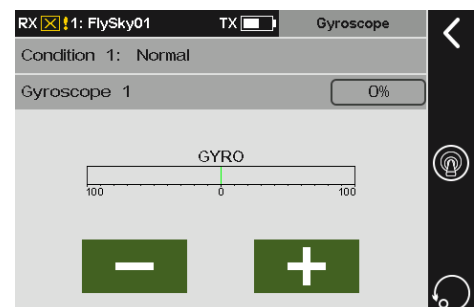 RX !1: FlySky01 TX Gyroscope
Condition 1: Normal
Gyroscope 1 0%
GYRO
100 0 100